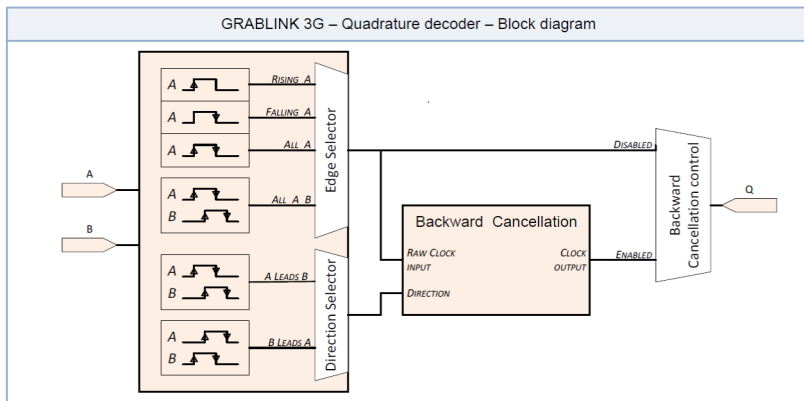 GRABLINK 3G – Quadrature decoder – Block diagram
A
B
A
RISING A
A
FALLING A
A
ALL A
A
B
ALL A B
Edge Selector
A
B
A LEADS B
A
B
B LEADS A
Direction Selector
Backward Cancellation
RAW CLOCK
INPUT
DIRECTION
CLOCK
OUTPUT
DISABLED
ENABLED
Backward
Cancellation control
Q